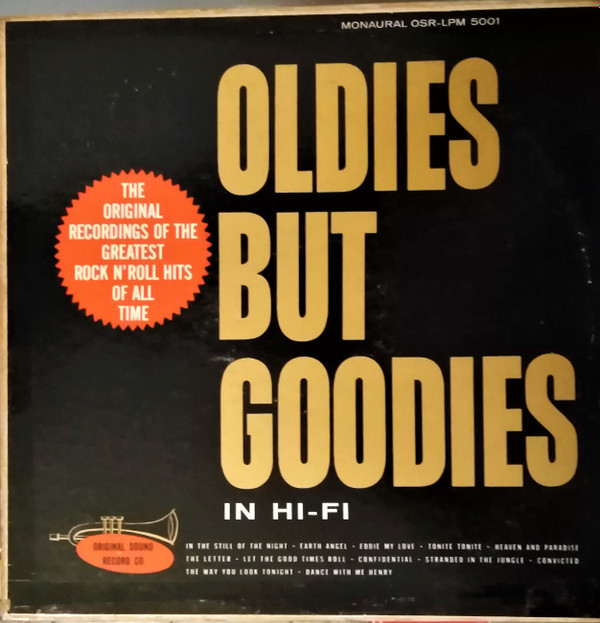 MONAURAL OSR-LPM 5001
OLDIES
BUT
GOODIES
IN HI-FI
THE
ORIGINAL
RECORDINGS OF THE
GREATEST
ROCK N' ROLL HITS
OF ALL
TIME
ORIGINAL SOUND
RECORD CO
IN THE STILL OF THE NIGHT - EARTH ANGEL - EDDIE MY LOVE - TONITE TONITE - HEAVEN AND PARADISE
THE LETTER - LET THE GOOD TIMES ROLL - CONFIDENTIAL - STRANDED IN THE JUNGLE - CONVICTED
THE WAY YOU LOOK TONIGHT - DANCE WITH ME HENRY